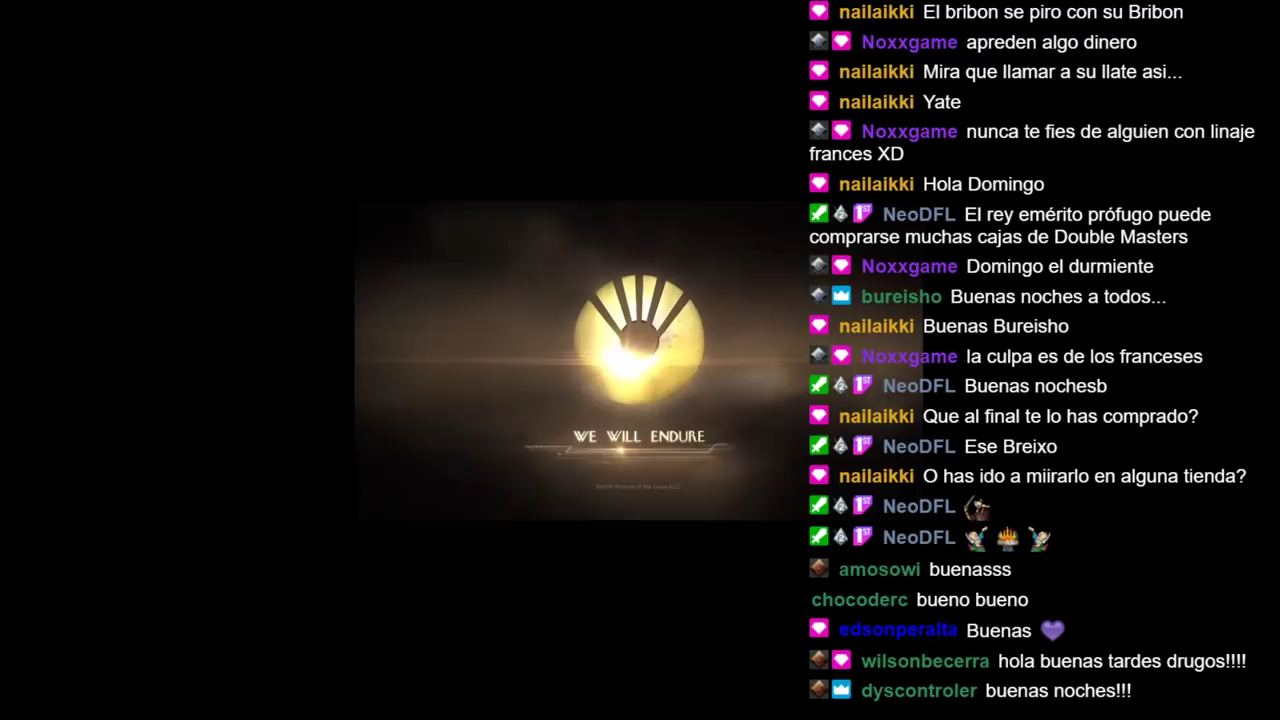 nailaikki El bribon se piro con su Bribon
Noxxgame apreden algo dinero
nailaikki Mira que llamar a su llate asi...
nailaikki Yate
Noxxgame nunca te fies de alguien con linaje
frances XD
nailaikki Hola Domingo
NeoDFL El rey emérito prófugo puede
comprarse muchas cajas de Double Masters
Noxxgame Domingo el durmiente
bureisho Buenas noches a todos...
nailaikki Buenas Bureisho
Noxxgame la culpa es de los franceses
NeoDFL Buenas nochesb
nailaikki Que al final te lo has comprado?
NeoDFL Ese Breixo
nailaikki O has ido a miirarlo en alguna tienda?
NeoDFL
NeoDFL
amosowi buenasss
chocoderc bueno bueno
edsonperalta Buenas
wilsonbecerra hola buenas tardes drugos!!!!
dyscontroler buenas noches!!!
WE WILL ENDURE